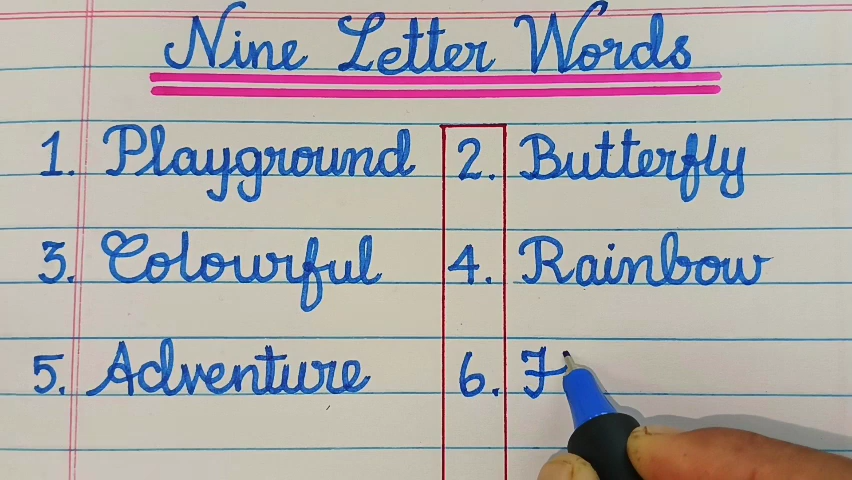 Nine Letter Words
1. Playground 2. Butterfly
3. Colourful 4. Rainbow
5. Adventure 6. F